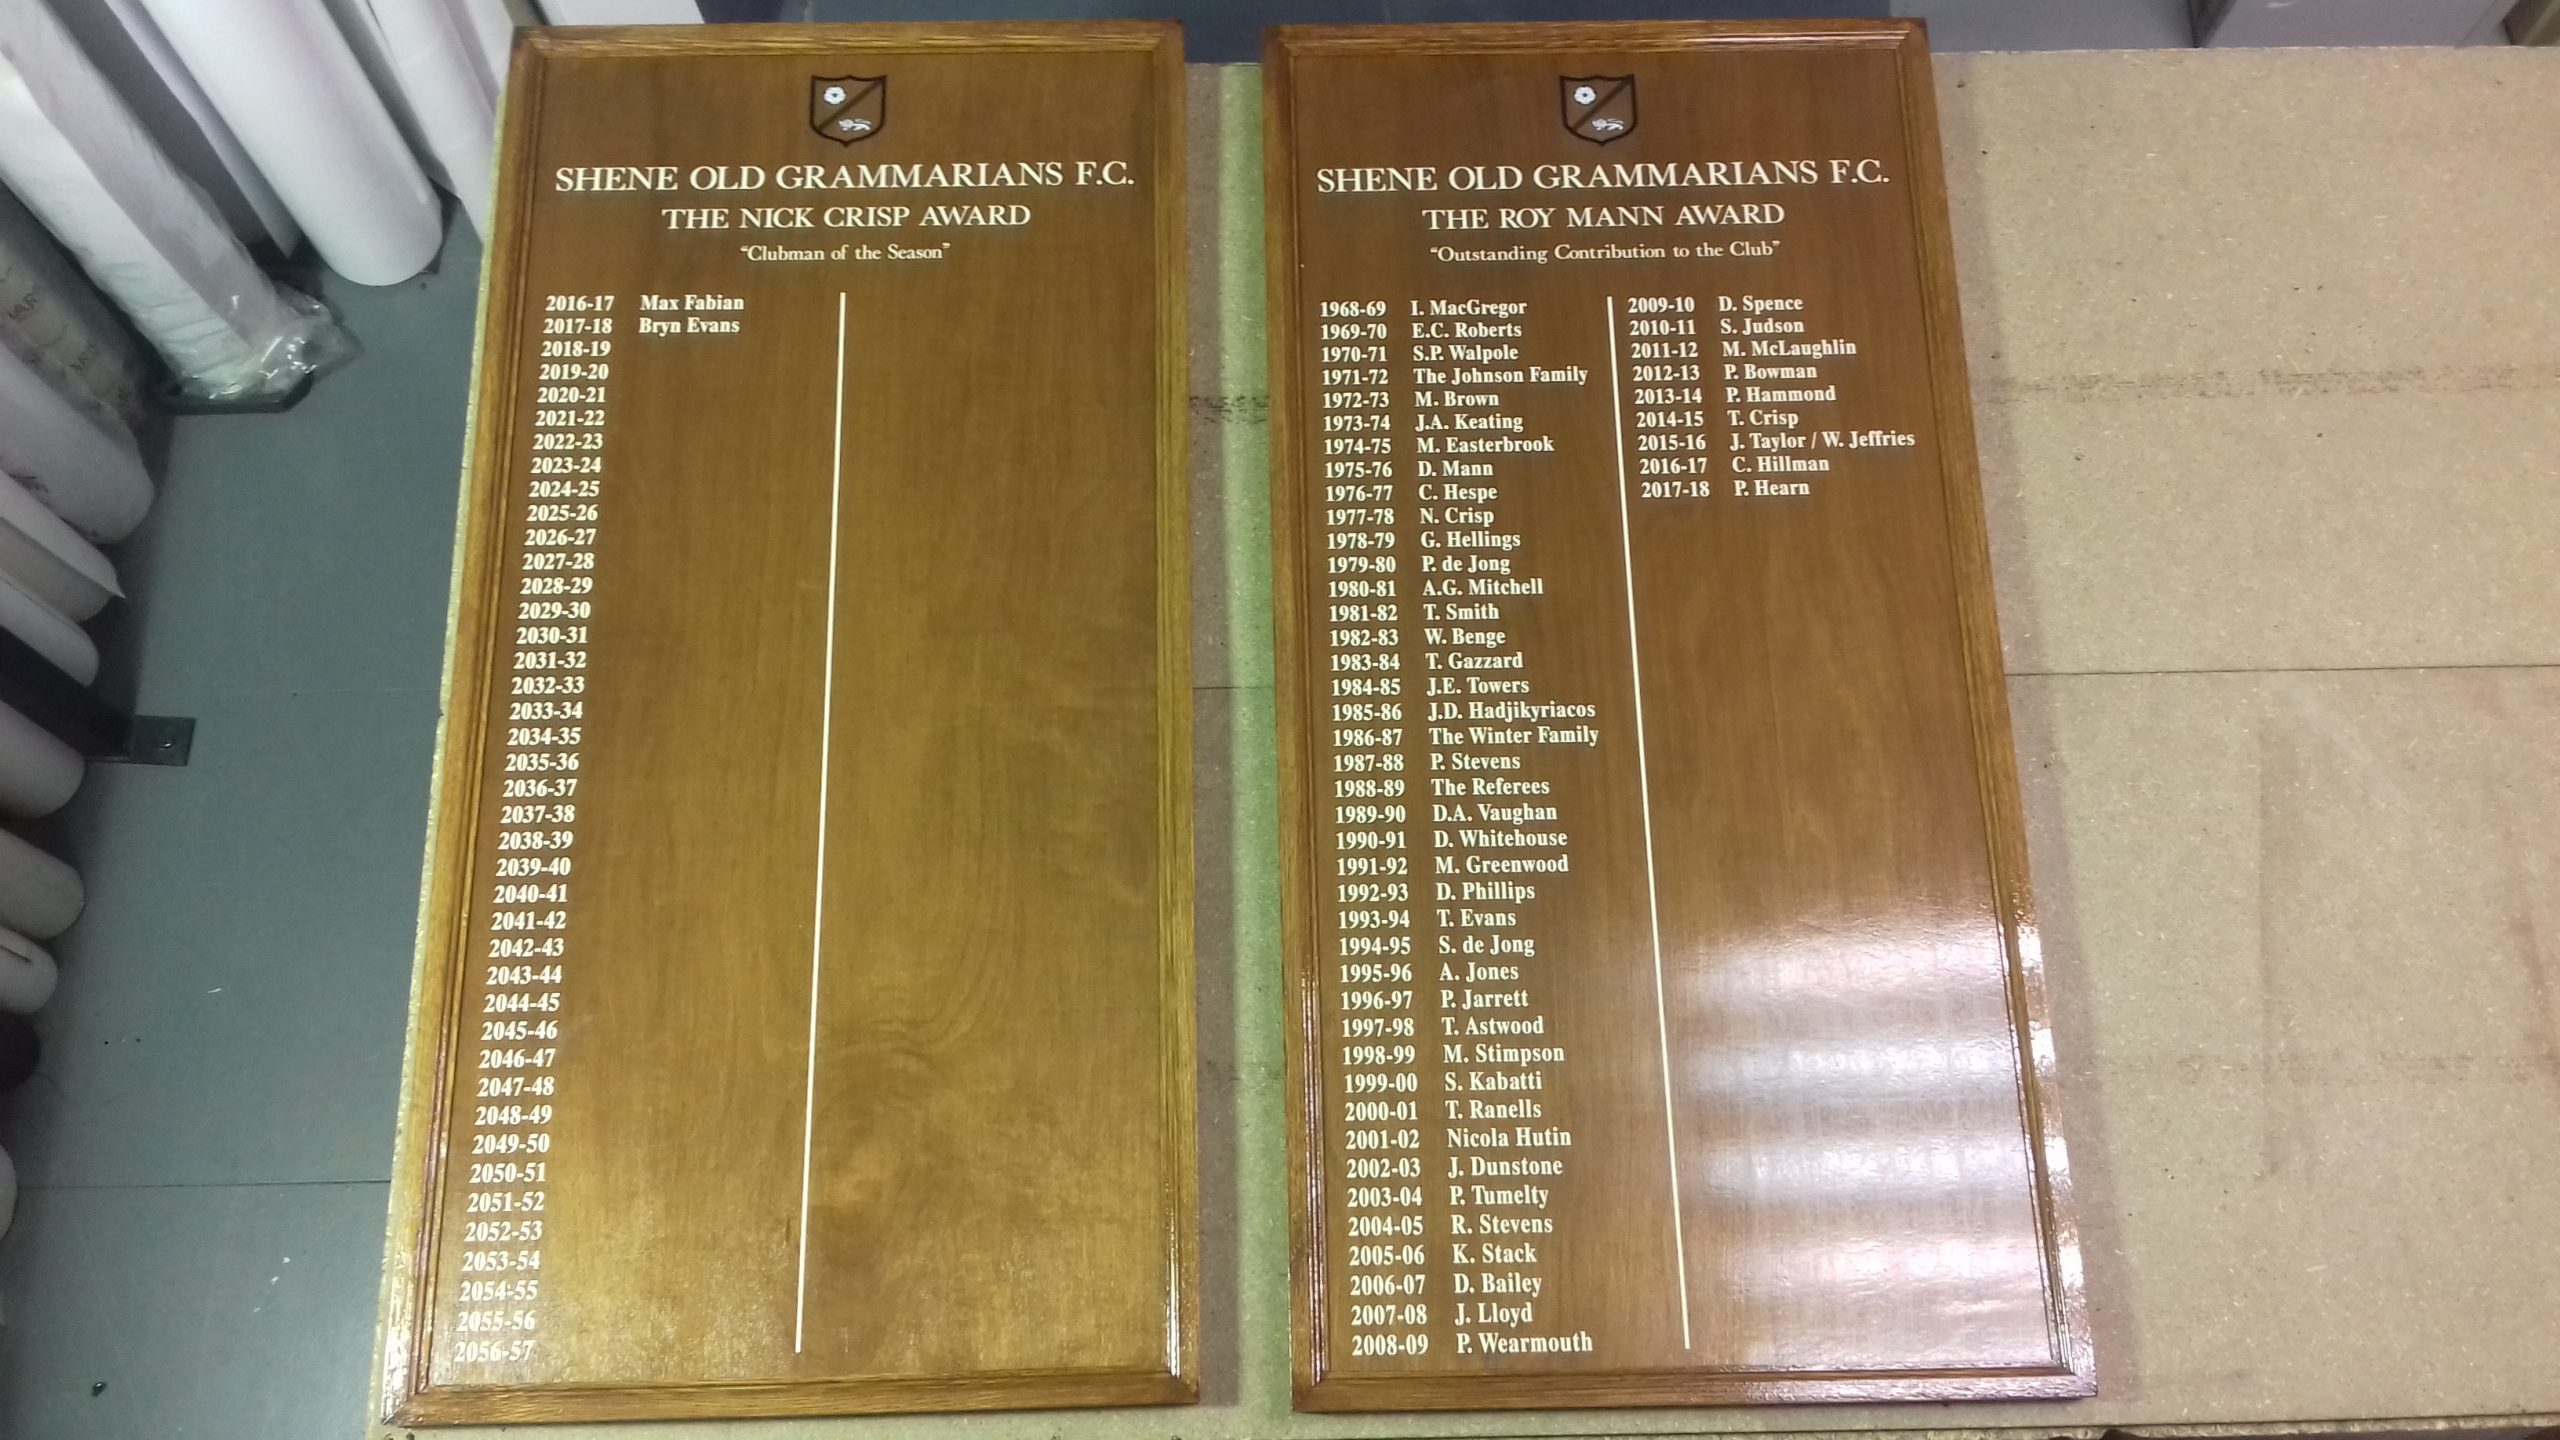 SHENE OLD GRAMMARIANS F.C.
THE NICK CRISP AWARD
"Clubman of the Season"
2016-17 Max Fabian
2017-18 Bryn Evans
2018-19
2019-20
2020-21
2021-22
2022-23
2023-24
2024-25
2025-26
2026-27
2027-28
2028-29
2029-30
2030-31
2031-32
2032-33
2033-34
2034-35
2035-36
2036-37
2037-38
2038-39
2039-40
2040-41
2041-42
2042-43
2043-44
2044-45
2045-46
2046-47
2047-48
2048-49
2049-50
2050-51
2051-52
2052-53
2053-54
2054-55
2055-56
2056-57
SHENE OLD GRAMMARIANS F.C.
THE ROY MANN AWARD
"Outstanding Contribution to the Club"
1968-69 I. MacGregor
1969-70 E.C. Roberts
1970-71 S.P. Walpole
1971-72 The Johnson Family
1972-73 M. Brown
1973-74 J.A. Keating
1974-75 M. Easterbrook
1975-76 D. Mann
1976-77 C. Hespe
1977-78 N. Crisp
1978-79 G. Hellings
1979-80 P. de Jong
1980-81 A.G. Mitchell
1981-82 T. Smith
1982-83 W. Benge
1983-84 T. Gazzard
1984-85 J.E. Towers
1985-86 J.D. Hadjikyriacos
1986-87 The Winter Family
1987-88 P. Stevens
1988-89 The Referees
1989-90 D.A. Vaughan
1990-91 D. Whitehouse
1991-92 M. Greenwood
1992-93 D. Phillips
1993-94 T. Evans
1994-95 S. de Jong
1995-96 A. Jones
1996-97 P. Jarrett
1997-98 T. Astwood
1998-99 M. Stimpson
1999-00 S. Kabatti
2000-01 T. Ranells
2001-02 Nicola Hutin
2002-03 J. Dunstone
2003-04 P. Tumelty
2004-05 R. Stevens
2005-06 K. Stack
2006-07 D. Bailey
2007-08 J. Lloyd
2008-09 P. Wearmouth
2009-10 D. Spence
2010-11 S. Judson
2011-12 M. McLaughlin
2012-13 P. Bowman
2013-14 P. Hammond
2014-15 T. Crisp
2015-16 J. Taylor / W. Jeffries
2016-17 C. Hillman
2017-18 P. Hearn